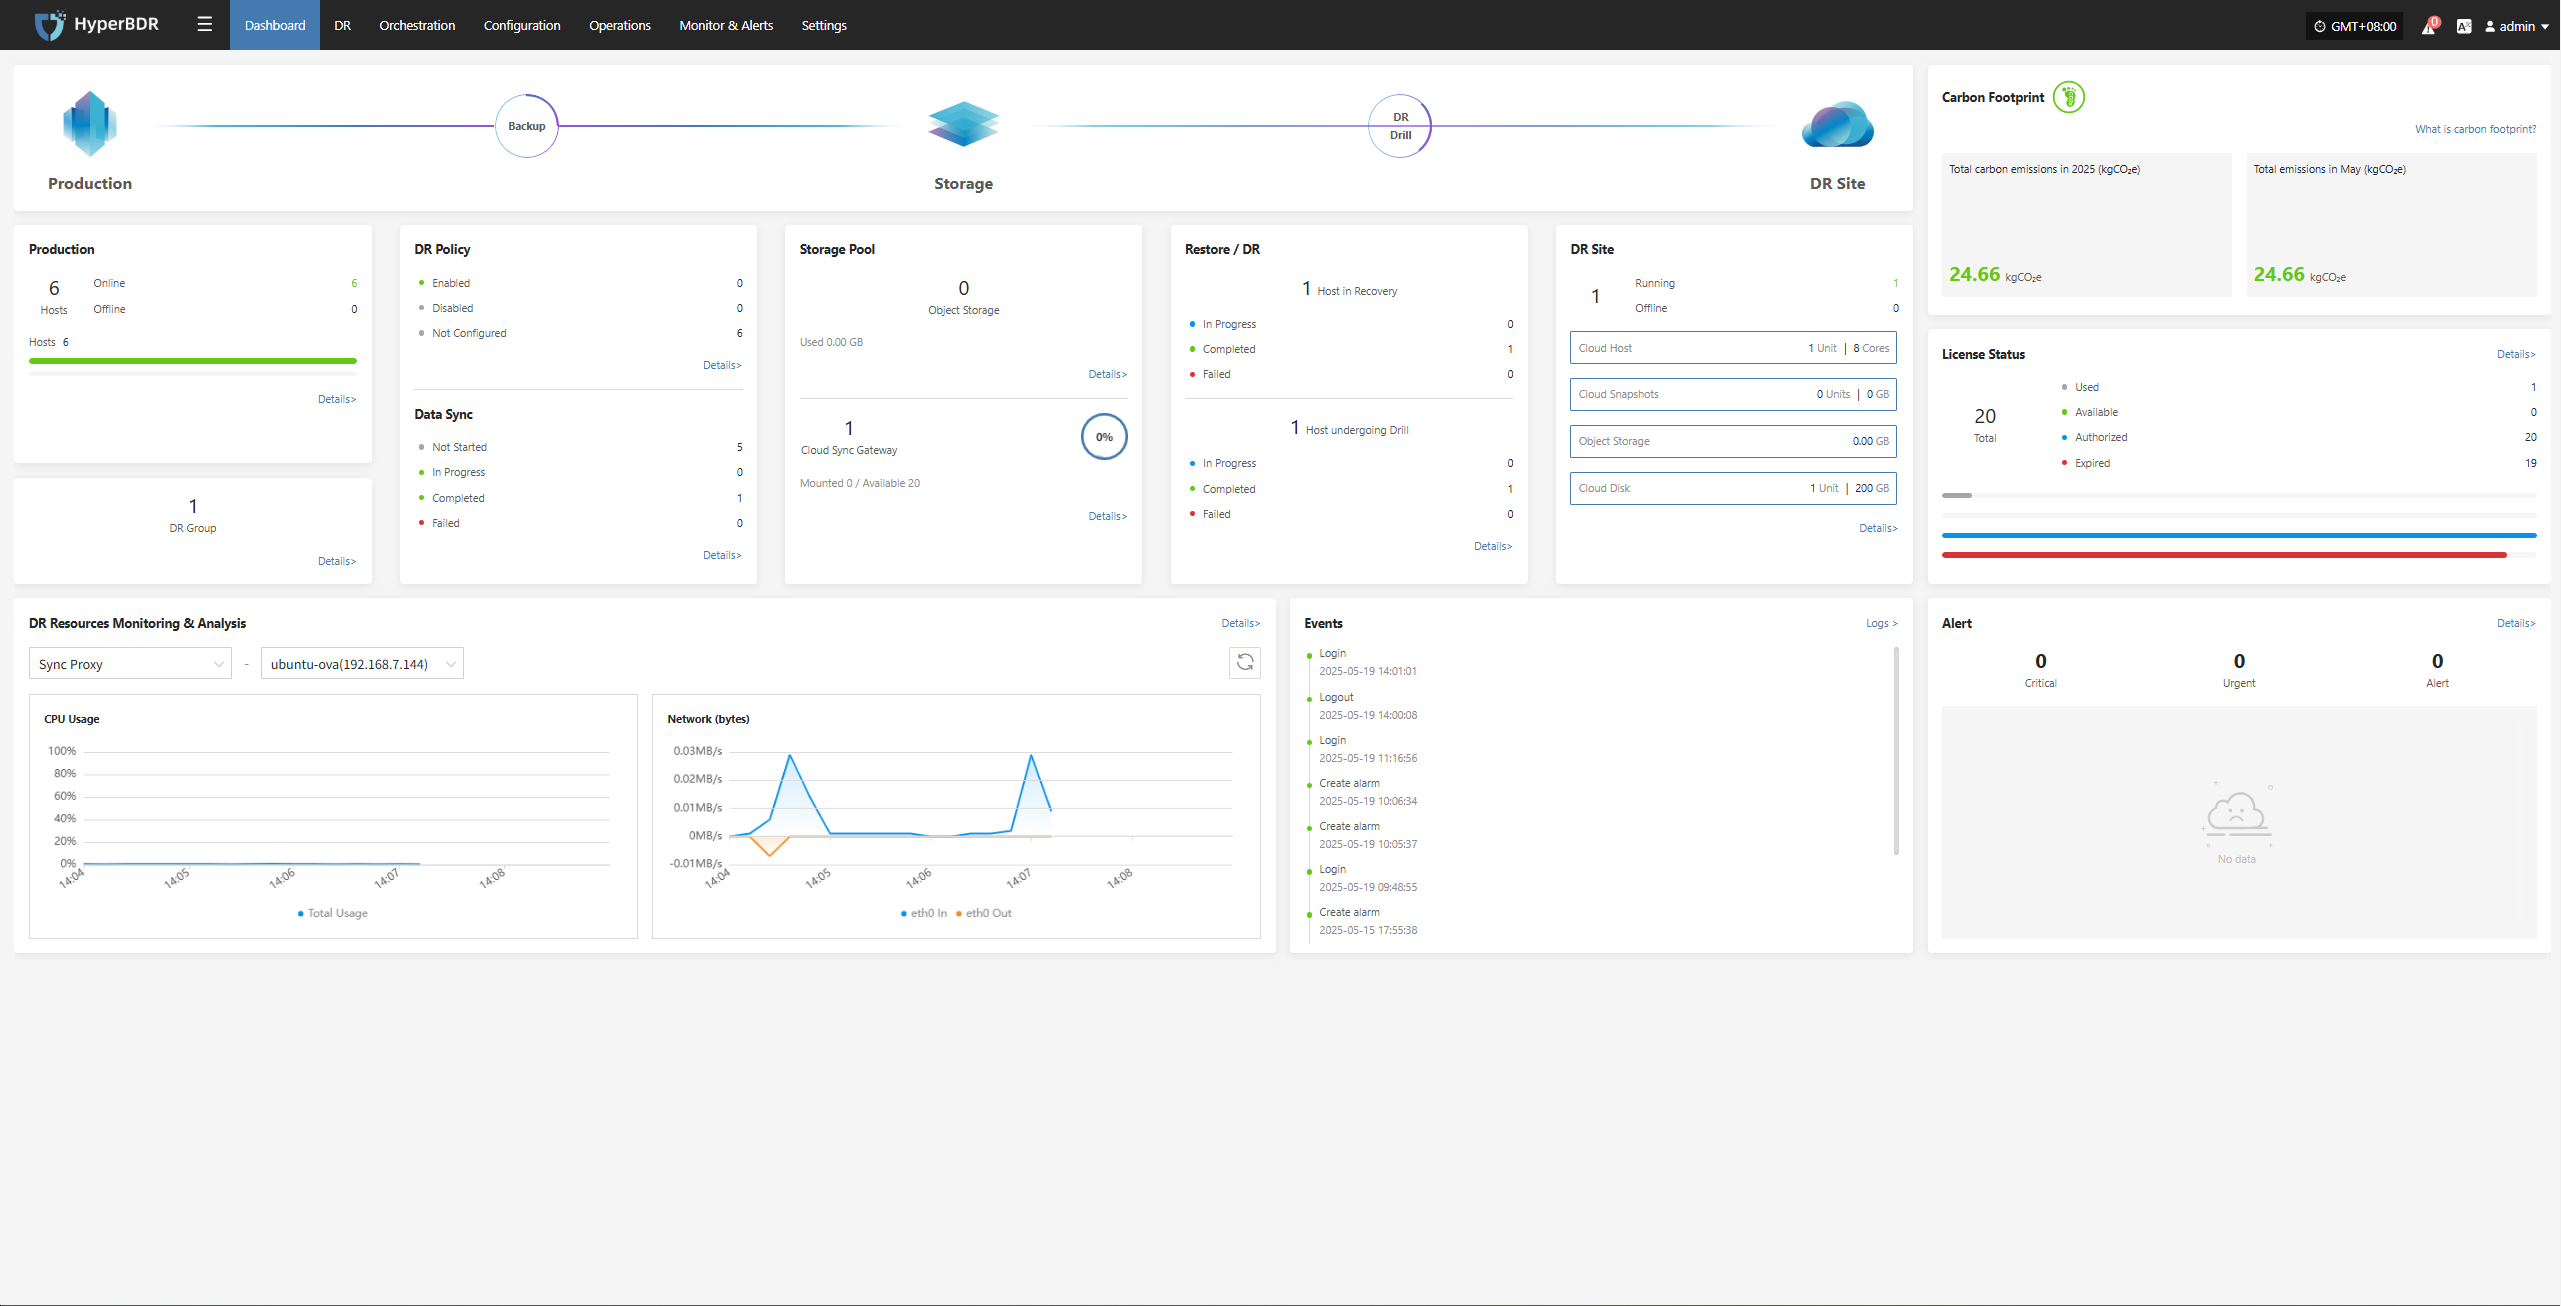 HyperBDR
Dashboard DR Orchestration Configuration Operations Monitor & Alerts Settings
GMT+08:00 0 admin
Backup
DR
Drill
Production
Storage
DR Site
Carbon Footprint
What is carbon footprint?
Total carbon emissions in 2025 (kgCO₂e)
24.66 kgCO₂e
Total emissions in May (kgCO₂e)
24.66 kgCO₂e
Production
6
Hosts
Online 6
Offline 0
Hosts 6
Details>
1
DR Group
Details>
DR Policy
Enabled 0
Disabled 0
Not Configured 6
Details>
Data Sync
Not Started 5
In Progress 0
Completed 1
Failed 0
Details>
Storage Pool
0
Object Storage
Used 0.00 GB
Details>
1
Cloud Sync Gateway
0%
Mounted 0 / Available 20
Details>
Restore / DR
1 Host in Recovery
In Progress 0
Completed 1
Failed 0
1 Host undergoing Drill
In Progress 0
Completed 1
Failed 0
Details>
DR Site
1
Running 1
Offline 0
Cloud Host 1 Unit | 8 Cores
Cloud Snapshots 0 Units | 0 GB
Object Storage 0.00 GB
Cloud Disk 1 Unit | 200 GB
Details>
License Status Details>
20
Total
Used 1
Available 0
Authorized 20
Expired 19
DR Resources Monitoring & Analysis Details>
Sync Proxy - ubuntu-ova(192.168.7.144)
CPU Usage
100%
80%
60%
40%
20%
0%
14:04 14:05 14:06 14:07 14:08
Total Usage
Network (bytes)
0.03MB/s
0.02MB/s
0.01MB/s
0MB/s
-0.01MB/s
14:04 14:05 14:06 14:07 14:08
eth0 In eth0 Out
Events Logs >
Login
2025-05-19 14:01:01
Logout
2025-05-19 14:00:08
Login
2025-05-19 11:16:56
Create alarm
2025-05-19 10:06:34
Create alarm
2025-05-19 10:05:37
Login
2025-05-19 09:48:55
Create alarm
2025-05-15 17:55:38
Alert Details>
0 0 0
Critical Urgent Alert
No data